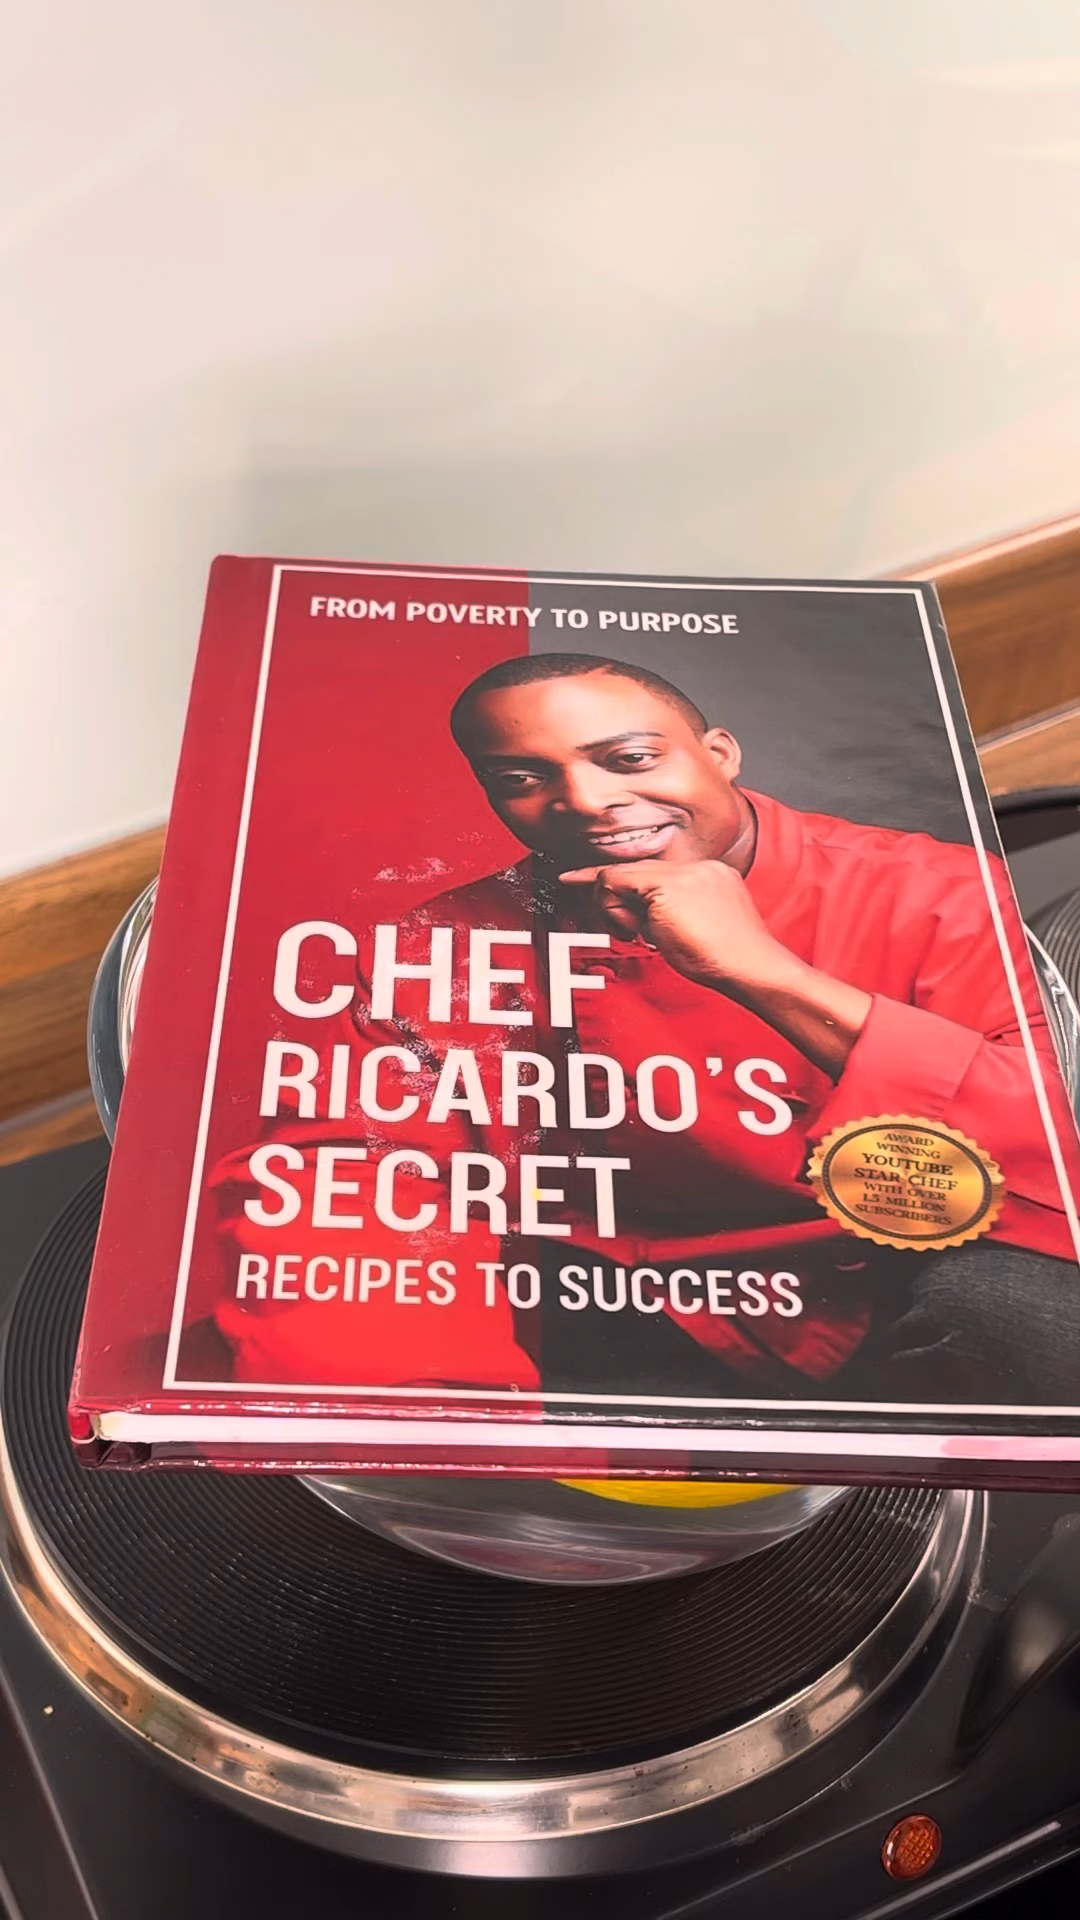 FROM POVERTY TO PURPOSE
CHEF
RICARDO'S
SECRET
RECIPES TO SUCCESS
AWARD
WINNING
YOUTUBE
STAR CHEF
WITH OVER
1.5 MILLION
SUBSCRIBERS